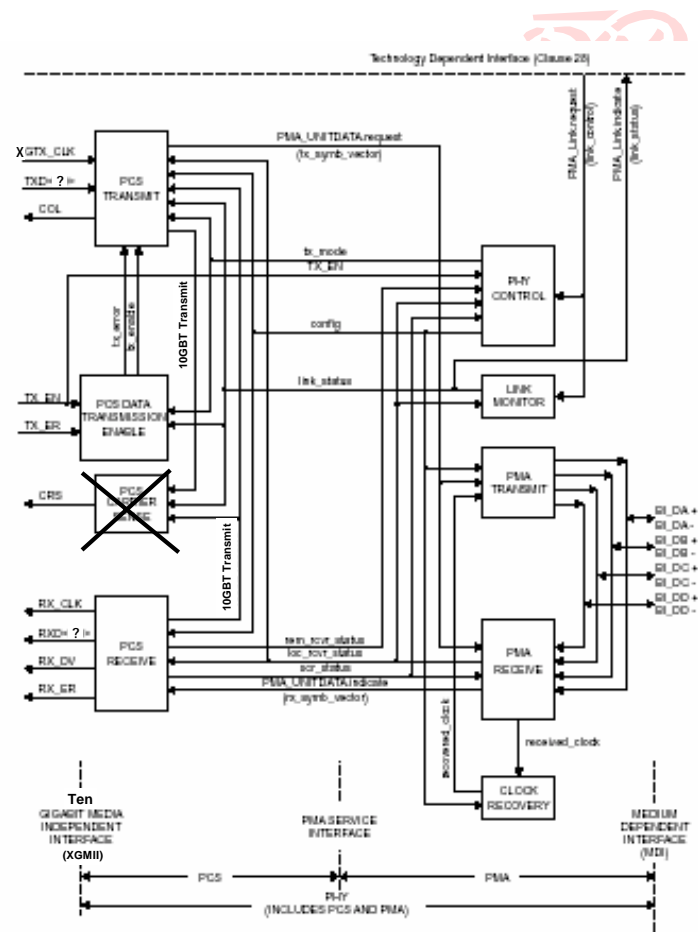 Technology Dependent Interface (Clause 28)
PMA_Link.request
(link_control)
PMA_Link.indicate
(link_status)
XGTX_CLK
TXD< ? >
COL
PCS
TRANSMIT
PMA_UNITDATA.request
(tx_symb_vector)
tx_mode
TX_EN
PHY
CONTROL
tx_error
tx_enable
10GBT Transmit
config
link_status
LINK
MONITOR
TX_EN
TX_ER
PCS DATA
TRANSMISSION
ENABLE
CRS
PCS
CARRIER
SENSE
PMA
TRANSMIT
BI_DA +
BI_DA -
BI_DB +
BI_DB -
BI_DC +
BI_DC -
BI_DD +
BI_DD -
10GBT Transmit
RX_CLK
RXD< ? >
RX_DV
RX_ER
PCS
RECEIVE
rem_rcvr_status
loc_rcvr_status
scr_status
PMA_UNITDATA.indicate
(rx_symb_vector)
PMA
RECEIVE
recovered_clock
received_clock
CLOCK
RECOVERY
Ten
GIGABIT MEDIA
INDEPENDENT
INTERFACE
(XGMII)
PMA SERVICE
INTERFACE
MEDIUM
DEPENDENT
INTERFACE
(MDI)
PCS
PMA
PHY
(INCLUDES PCS AND PMA)